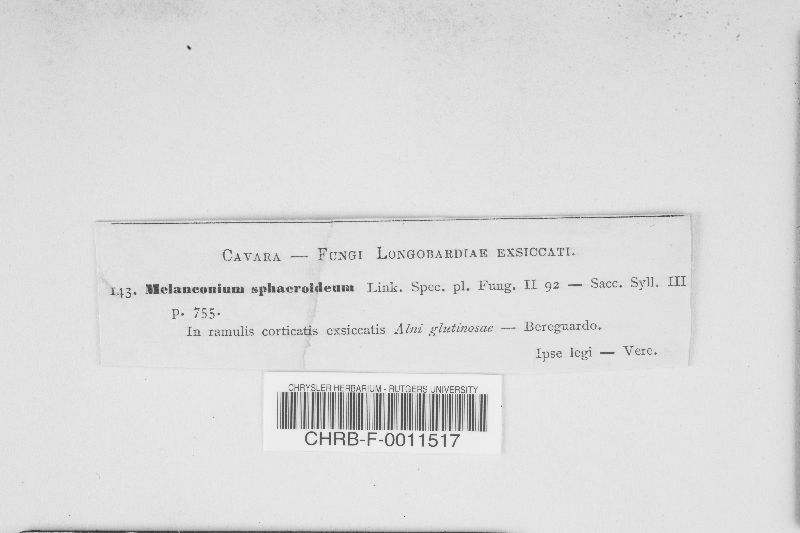 CAVARA — FUNGI LONGOBARDIAE EXSICCATI.
143. Melanconium sphaeroideum Link. Spec. pl. Fung. II 92 — Sacc. Syll. III
p. 755.
In ramulis corticatis exsiccatis Alni glutinosae — Bereguardo.
Ipse legi — Vere.
CHRYSLER HERBARIUM - RUTGERS UNIVERSITY
CHRB-F-0011517